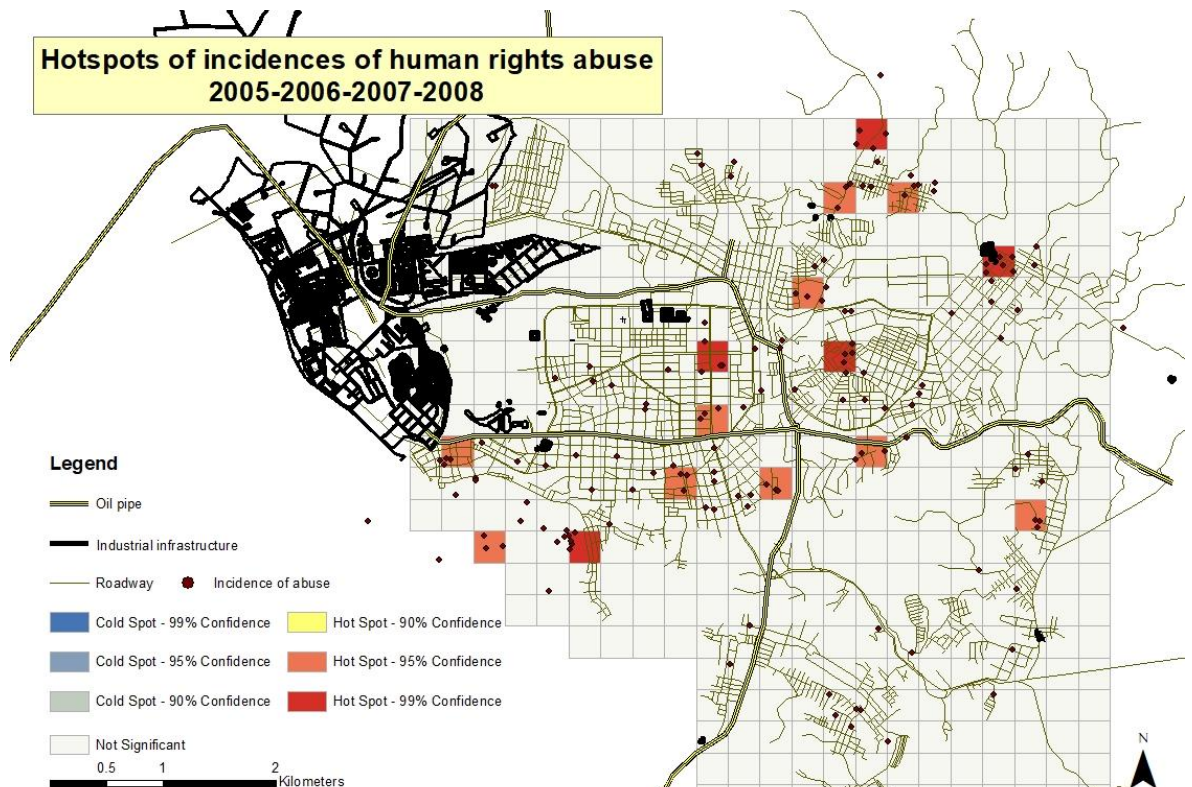 Hotspots of incidences of human rights abuse
2005-2006-2007-2008
Legend
Oil pipe
Industrial infrastructure
Roadway
Incidence of abuse
Cold Spot - 99% Confidence
Hot Spot - 90% Confidence
Cold Spot - 95% Confidence
Hot Spot - 95% Confidence
Cold Spot - 90% Confidence
Hot Spot - 99% Confidence
Not Significant
0.5 1 2
Kilometers
N